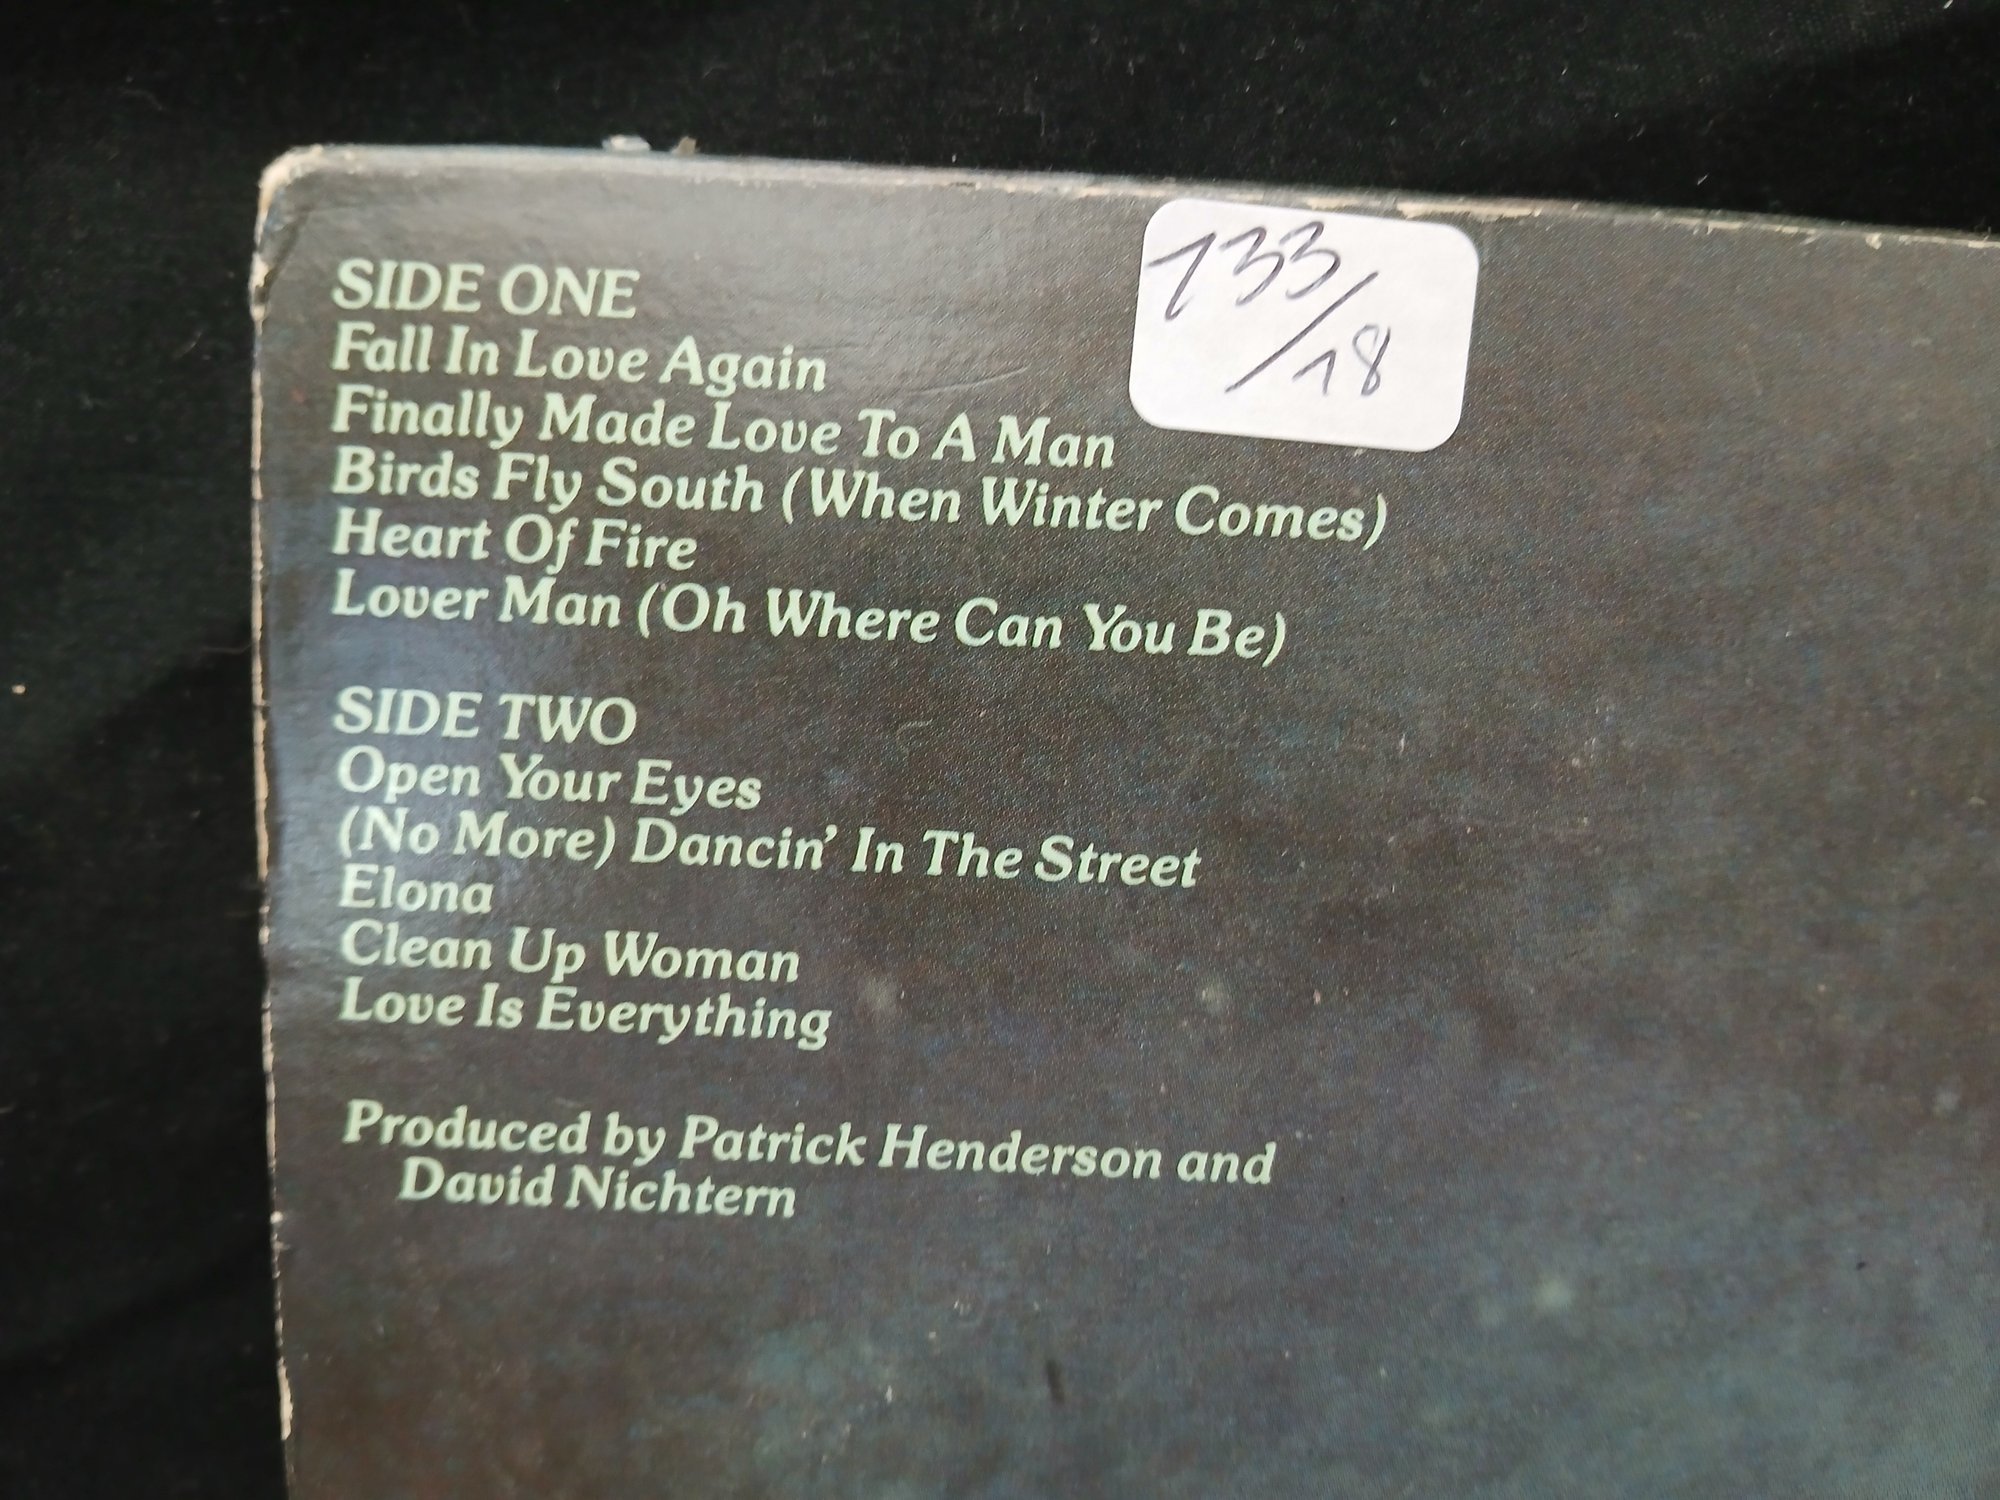 133/18
SIDE ONE
Fall In Love Again
Finally Made Love To A Man
Birds Fly South (When Winter Comes)
Heart Of Fire
Lover Man (Oh Where Can You Be)
SIDE TWO
Open Your Eyes
(No More) Dancin' In The Street
Elona
Clean Up Woman
Love Is Everything
Produced by Patrick Henderson and
David Nichtern